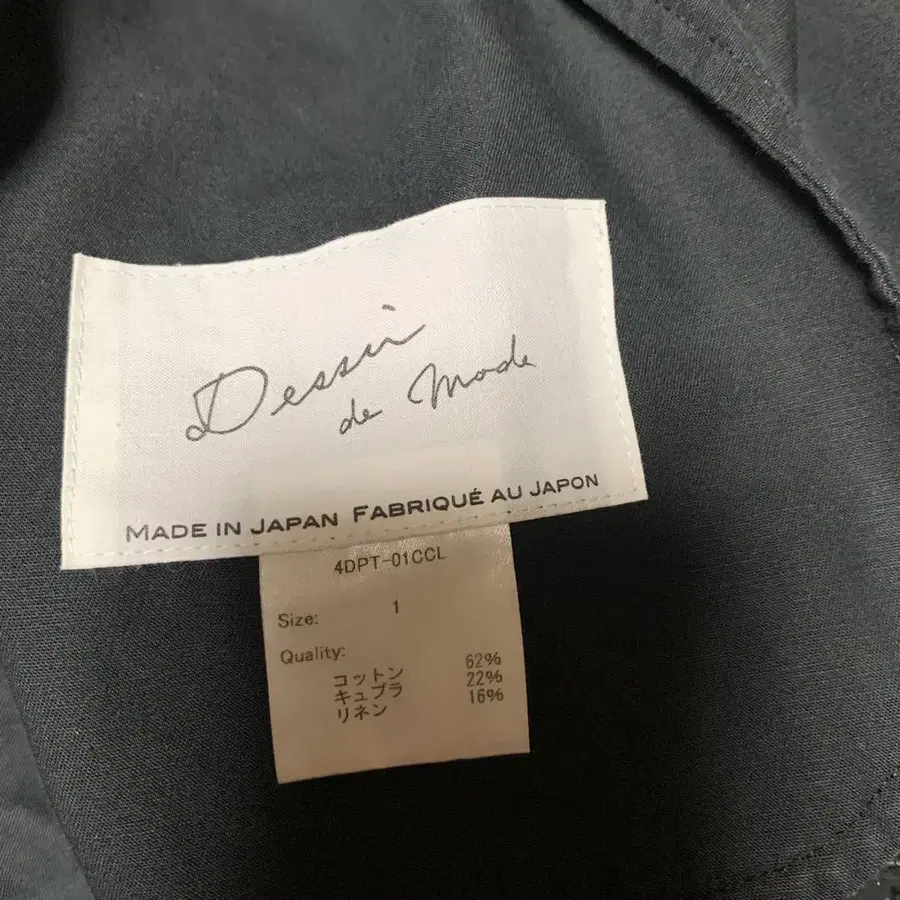 Dessin
de Mode
MADE IN JAPAN FABRIQUÉ AU JAPON
4DPT-01CCL
Size: 1
Quality:
コットン 62%
キュプラ 22%
リネン 16%